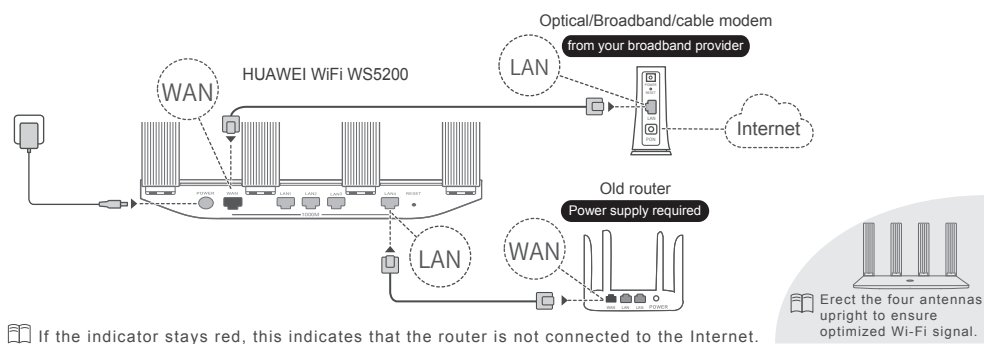 Optical/Broadband/cable modem
from your broadband provider
HUAWEI WiFi WS5200
WAN
LAN
POWER
RESET
LAN
PON
Internet
POWER
WAN
LAN1
LAN2
LAN3
LAN4
RESET
1000M
LAN
Old router
Power supply required
WAN
WAN
LAN
LAN
POWER
Erect the four antennas
upright to ensure
optimized Wi-Fi signal.
If the indicator stays red, this indicates that the router is not connected to the Internet.